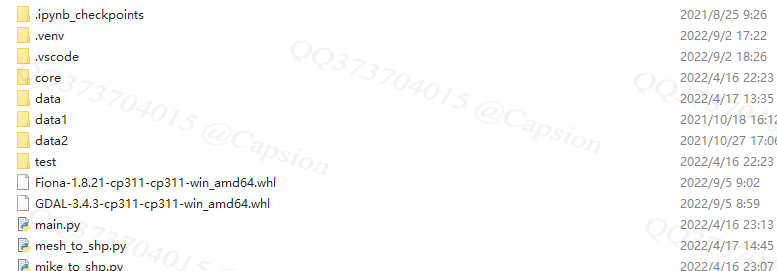 .ipynb_checkpoints 2021/8/25 9:26
.venv 2022/9/2 17:22
.vscode 2022/9/2 18:26
core 2022/4/16 22:23
data 2022/4/17 13:35
data1 2021/10/18 16:12
data2 2021/10/27 17:06
test 2022/4/16 22:23
Fiona-1.8.21-cp311-cp311-win_amd64.whl 2022/9/5 9:02
GDAL-3.4.3-cp311-cp311-win_amd64.whl 2022/9/5 8:59
main.py 2022/4/16 23:13
mesh_to_shp.py 2022/4/17 14:45
mike_to_shp.py 2022/4/16 23:07
QQ373704015 @Capsion